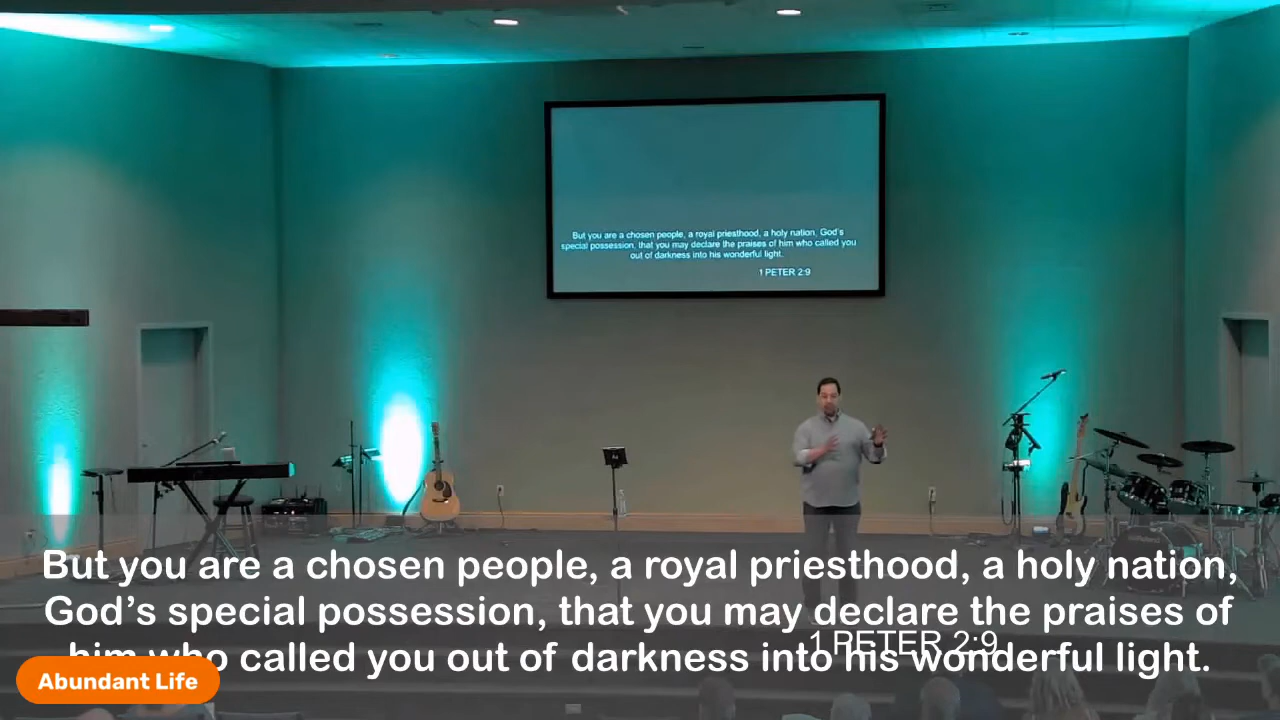 But you are a chosen people, a royal priesthood, a holy nation, God's
special possession, that you may declare the praises of him who called you
out of darkness into his wonderful light.
1 PETER 2:9
But you are a chosen people, a royal priesthood, a holy nation,
God's special possession, that you may declare the praises of
him who called you out of darkness into his wonderful light.
1 PETER 2:9
Abundant Life